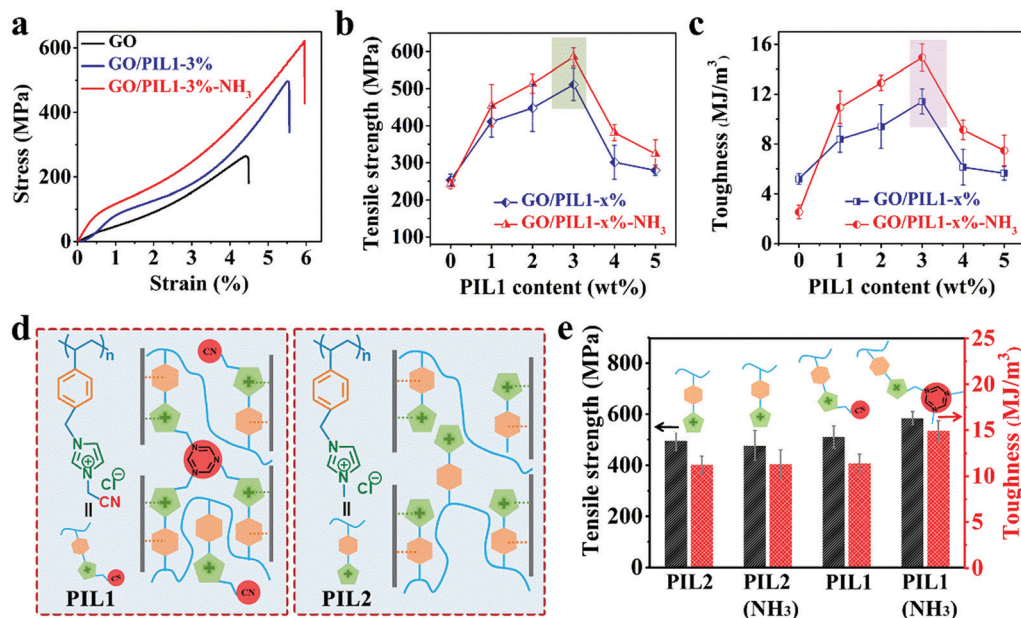 a
Stress (MPa)
600
400
200
0
GO
GO/PIL1-3%
GO/PIL1-3%-NH₃
0 1 2 3 4 5 6
Strain (%)
b
Tensile strength (MPa)
600
500
400
300
200
100
GO/PIL1-x%
GO/PIL1-x%-NH₃
0 1 2 3 4 5
PIL1 content (wt%)
c
Toughness (MJ/m³)
16
12
8
4
0
GO/PIL1-x%
GO/PIL1-x%-NH₃
0 1 2 3 4 5
PIL1 content (wt%)
d
n
N
N
Cl⊖
CN
=
CN
PIL1
CN
N N N
CN
n
N
N
Cl⊖
=
PIL2
e
Tensile strength (MPa)
800
600
400
200
0
CN
N N N
25
20
15
10
5
0
Toughness (MJ/m³)
PIL2 PIL2 PIL1 PIL1
(NH₃) (NH₃)